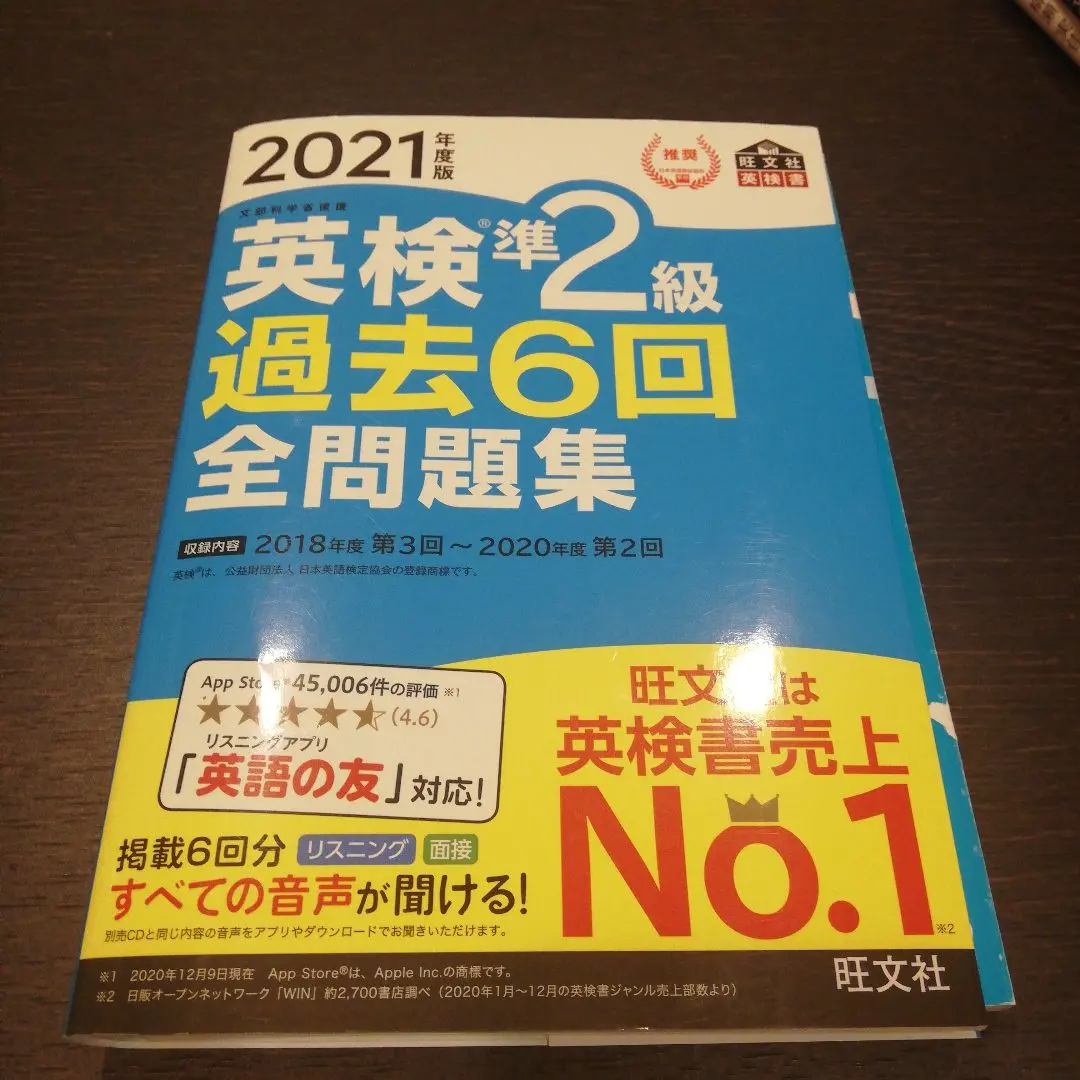 2021年度版
推奨
旺文社
英検書
文部科学省後援
英検®準2級
過去6回
全問題集
収録内容 2018年度 第3回～2020年度 第2回
英検®は、公益財団法人 日本英語検定協会の登録商標です。
App Store® 45,006件の評価 ※1
★★★★(4.6)
リスニングアプリ
「英語の友」対応!
旺文は
英検書売上
No.1 ※2
掲載6回分 リスニング 面接
すべての音声が聞ける!
別売CDと同じ内容の音声をアプリやダウンロードでお聞きいただけます。
※1 2020年12月9日現在 App Store®は、Apple Inc.の商標です。
※2 日販オープンネットワーク「WIN」約2,700書店調べ（2020年1月～12月の英検書ジャンル売上部数より）
旺文社